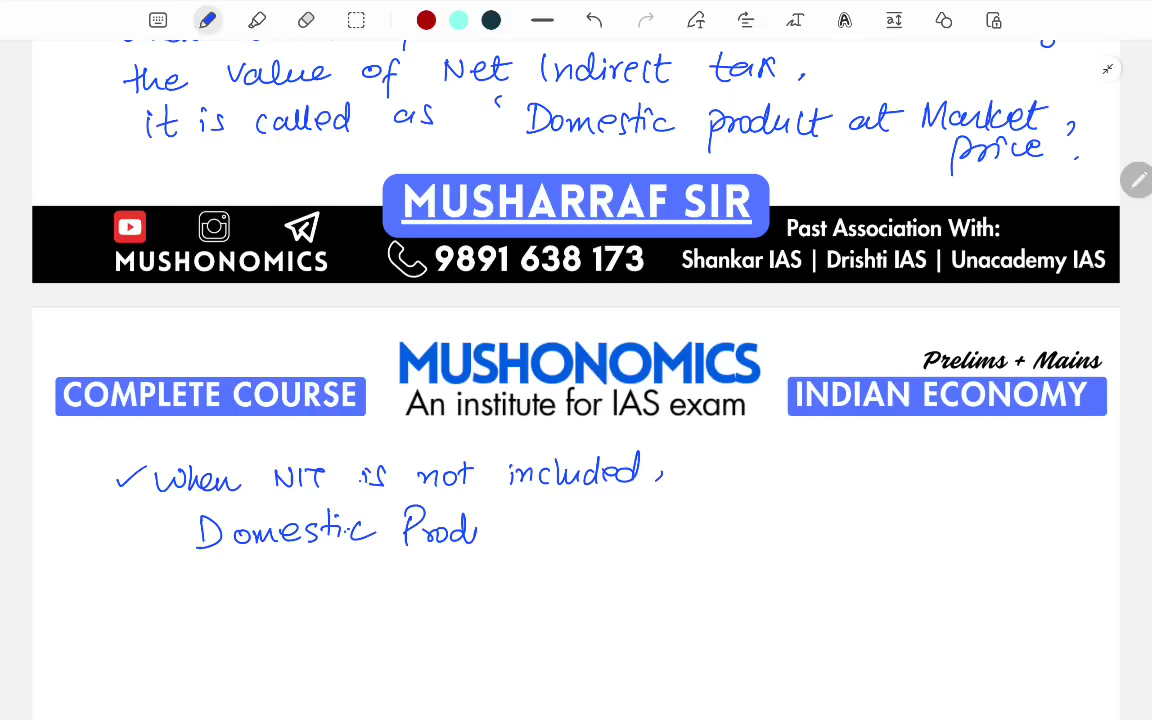 the value of Net Indirect tax,
it is called as 'Domestic product at Market price'.
MUSHARRAF SIR
MUSHONOMICS
9891 638 173
Past Association With:
Shankar IAS | Drishti IAS | Unacademy IAS
COMPLETE COURSE
MUSHONOMICS
An institute for IAS exam
Prelims + Mains
INDIAN ECONOMY
✓ When NIT is not included,
Domestic Prod